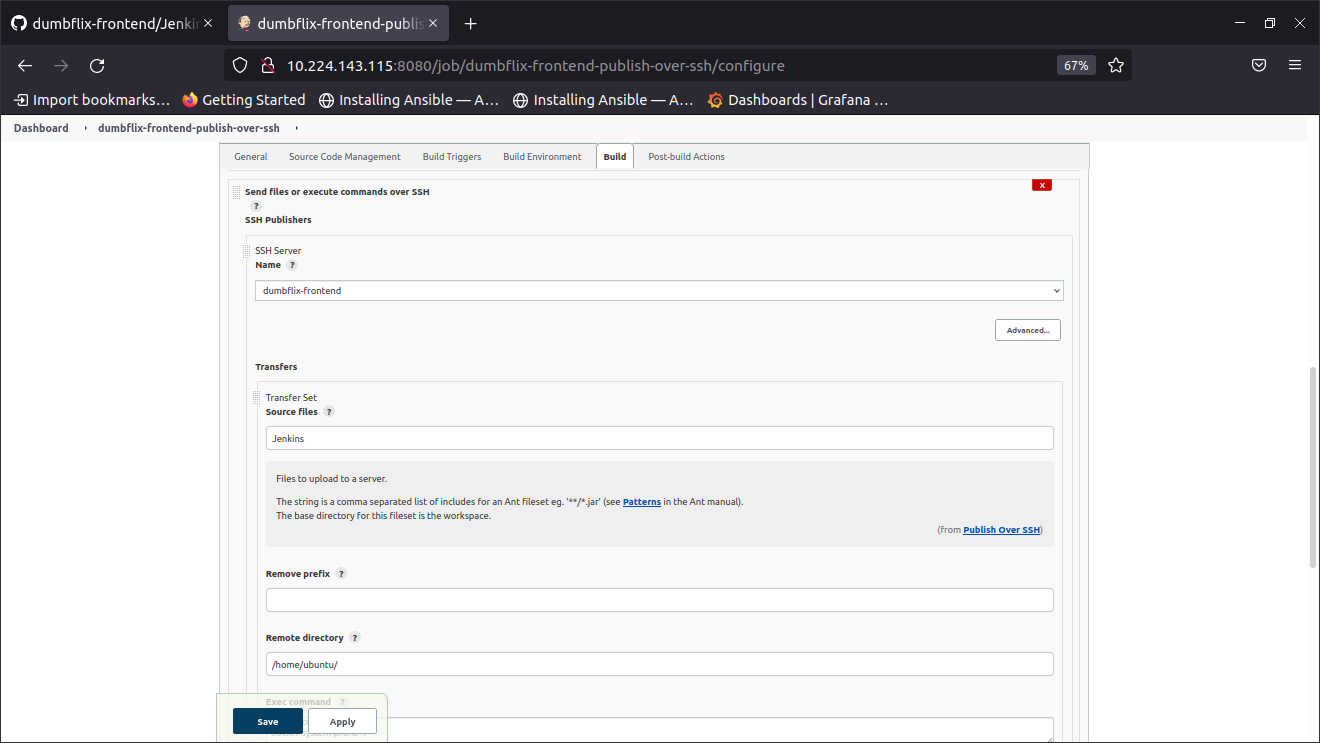 dumbflix-frontend/Jenkin
dumbflix-frontend-publis
10.224.143.115:8080/job/dumbflix-frontend-publish-over-ssh/configure
67%
Import bookmarks…
Getting Started
Installing Ansible — A…
Installing Ansible — A…
Dashboards | Grafana …
Dashboard
dumbflix-frontend-publish-over-ssh
General
Source Code Management
Build Triggers
Build Environment
Build
Post-build Actions
Send files or execute commands over SSH
X
?
SSH Publishers
SSH Server
Name ?
dumbflix-frontend
Advanced...
Transfers
Transfer Set
Source files ?
Jenkins
Files to upload to a server.
The string is a comma separated list of includes for an Ant fileset eg. '**/*.jar' (see Patterns in the Ant manual).
The base directory for this fileset is the workspace.
(from Publish Over SSH)
Remove prefix ?
Remote directory ?
/home/ubuntu/
Exec command ?
Save
Apply